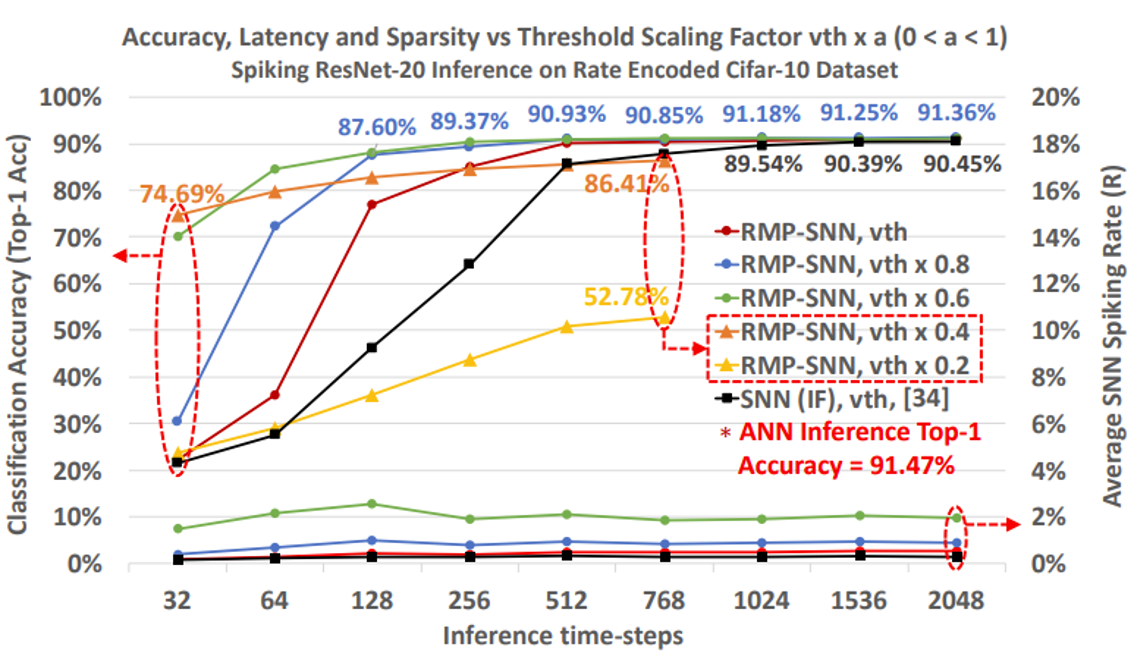 Accuracy, Latency and Sparsity vs Threshold Scaling Factor vth x a (0 < a < 1)
Spiking ResNet-20 Inference on Rate Encoded Cifar-10 Dataset
Classification Accuracy (Top-1 Acc)
100%
90%
80%
70%
60%
50%
40%
30%
20%
10%
0%
74.69%
87.60%
89.37%
90.93%
90.85%
91.18%
91.25%
91.36%
86.41%
89.54%
90.39%
90.45%
52.78%
RMP-SNN, vth
RMP-SNN, vth x 0.8
RMP-SNN, vth x 0.6
RMP-SNN, vth x 0.4
RMP-SNN, vth x 0.2
SNN (IF), vth, [34]
* ANN Inference Top-1
Accuracy = 91.47%
20%
18%
16%
14%
12%
10%
8%
6%
4%
2%
0%
Average SNN Spiking Rate (R)
32 64 128 256 512 768 1024 1536 2048
Inference time-steps